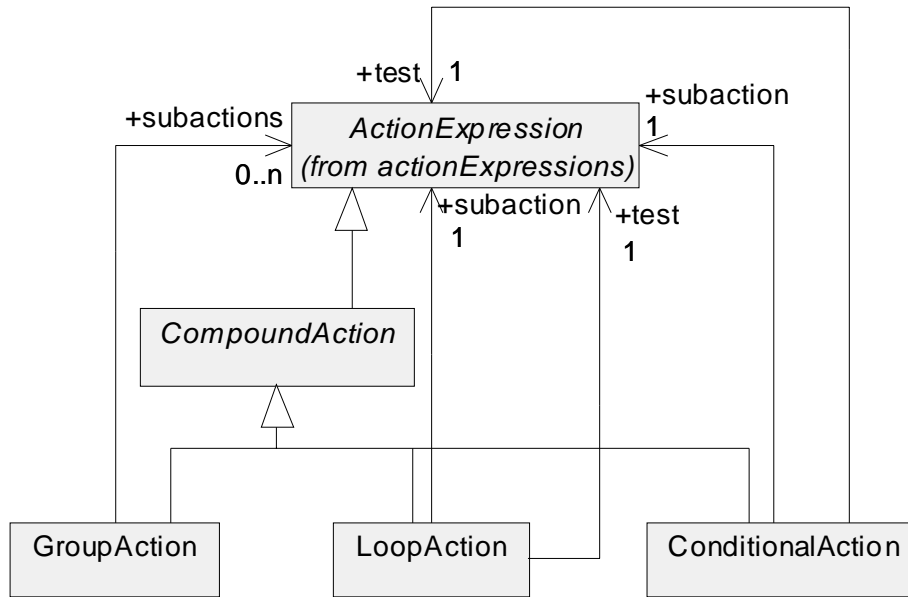 +test 1
+subactions
ActionExpression
(from actionExpressions)
+subaction
1
0..n
+subaction
1
+test
1
CompoundAction
GroupAction
LoopAction
ConditionalAction